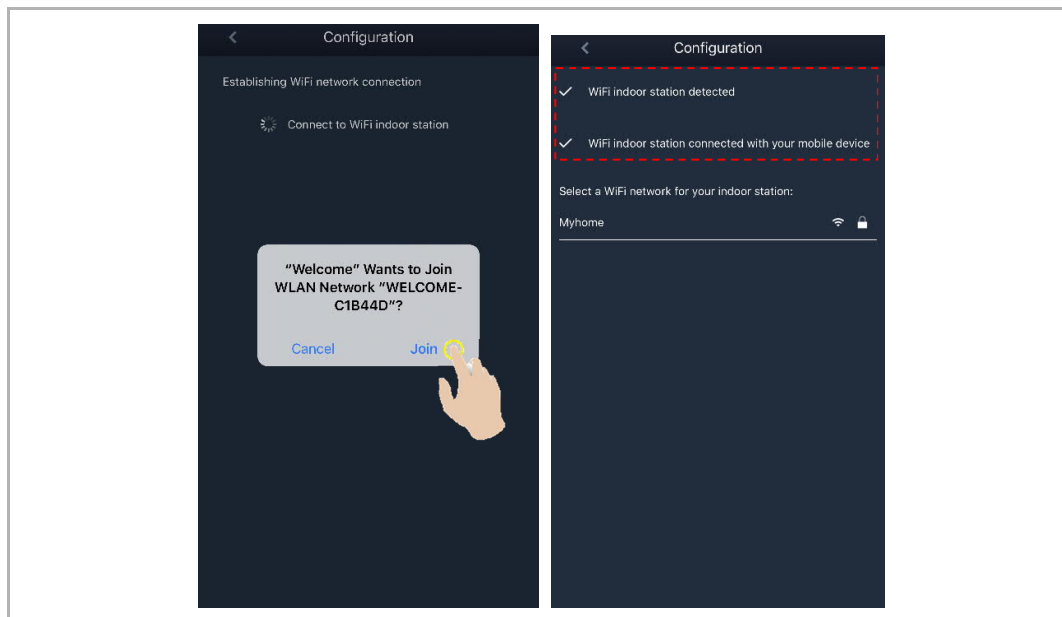 Configuration
Establishing WiFi network connection
Connect to WiFi indoor station
"Welcome" Wants to Join
WLAN Network "WELCOME-
C1B44D"?
Cancel
Join
Configuration
WiFi indoor station detected
WiFi indoor station connected with your mobile device
Select a WiFi network for your indoor station:
Myhome